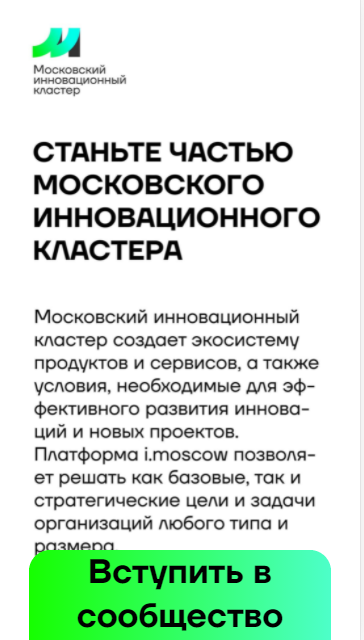 Московский
инновационный
кластер
СТАНЬТЕ ЧАСТЬЮ
МОСКОВСКОГО
ИННОВАЦИОННОГО
КЛАСТЕРА
Московский инновационный
кластер создает экосистему
продуктов и сервисов, а также
условия, необходимые для эф-
фективного развития иннова-
ций и новых проектов.
Платформа i.moscow позволя-
ет решать как базовые, так и
стратегические цели и задачи
организаций любого типа и
размера.
Вступить в
сообщество